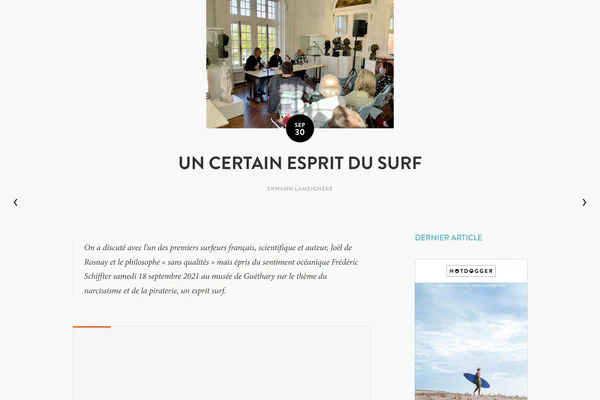 SEP
30
UN CERTAIN ESPRIT DU SURF
ERWANN LAMEIGNÈRE
‹
›
DERNIER ARTICLE
On a discuté avec l'un des premiers surfeurs français, scientifique et auteur, Joël de
Rosnay et le philosophe « sans qualités » mais épris du sentiment océanique Frédéric
Schiffter samedi 18 septembre 2021 au musée de Guéthary sur le thème du
narcissisme et de la piraterie, un esprit surf.
HOTDOGGER